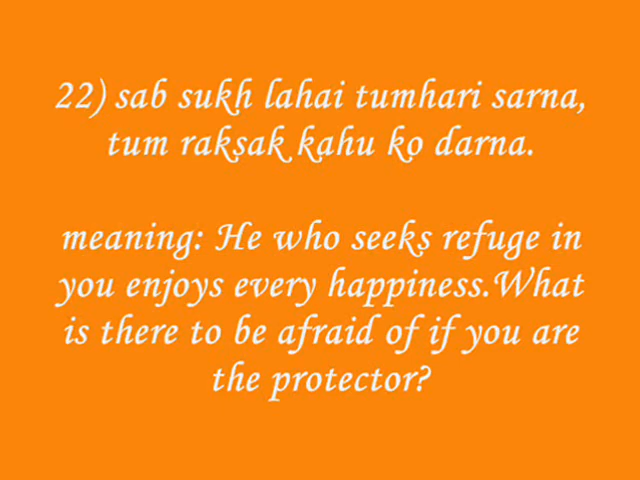 22) sab sukh lahai tumhari sarna,
tum raksak kahu ko darna.
meaning: He who seeks refuge in
you enjoys every happiness.What
is there to be afraid of if you are
the protector?